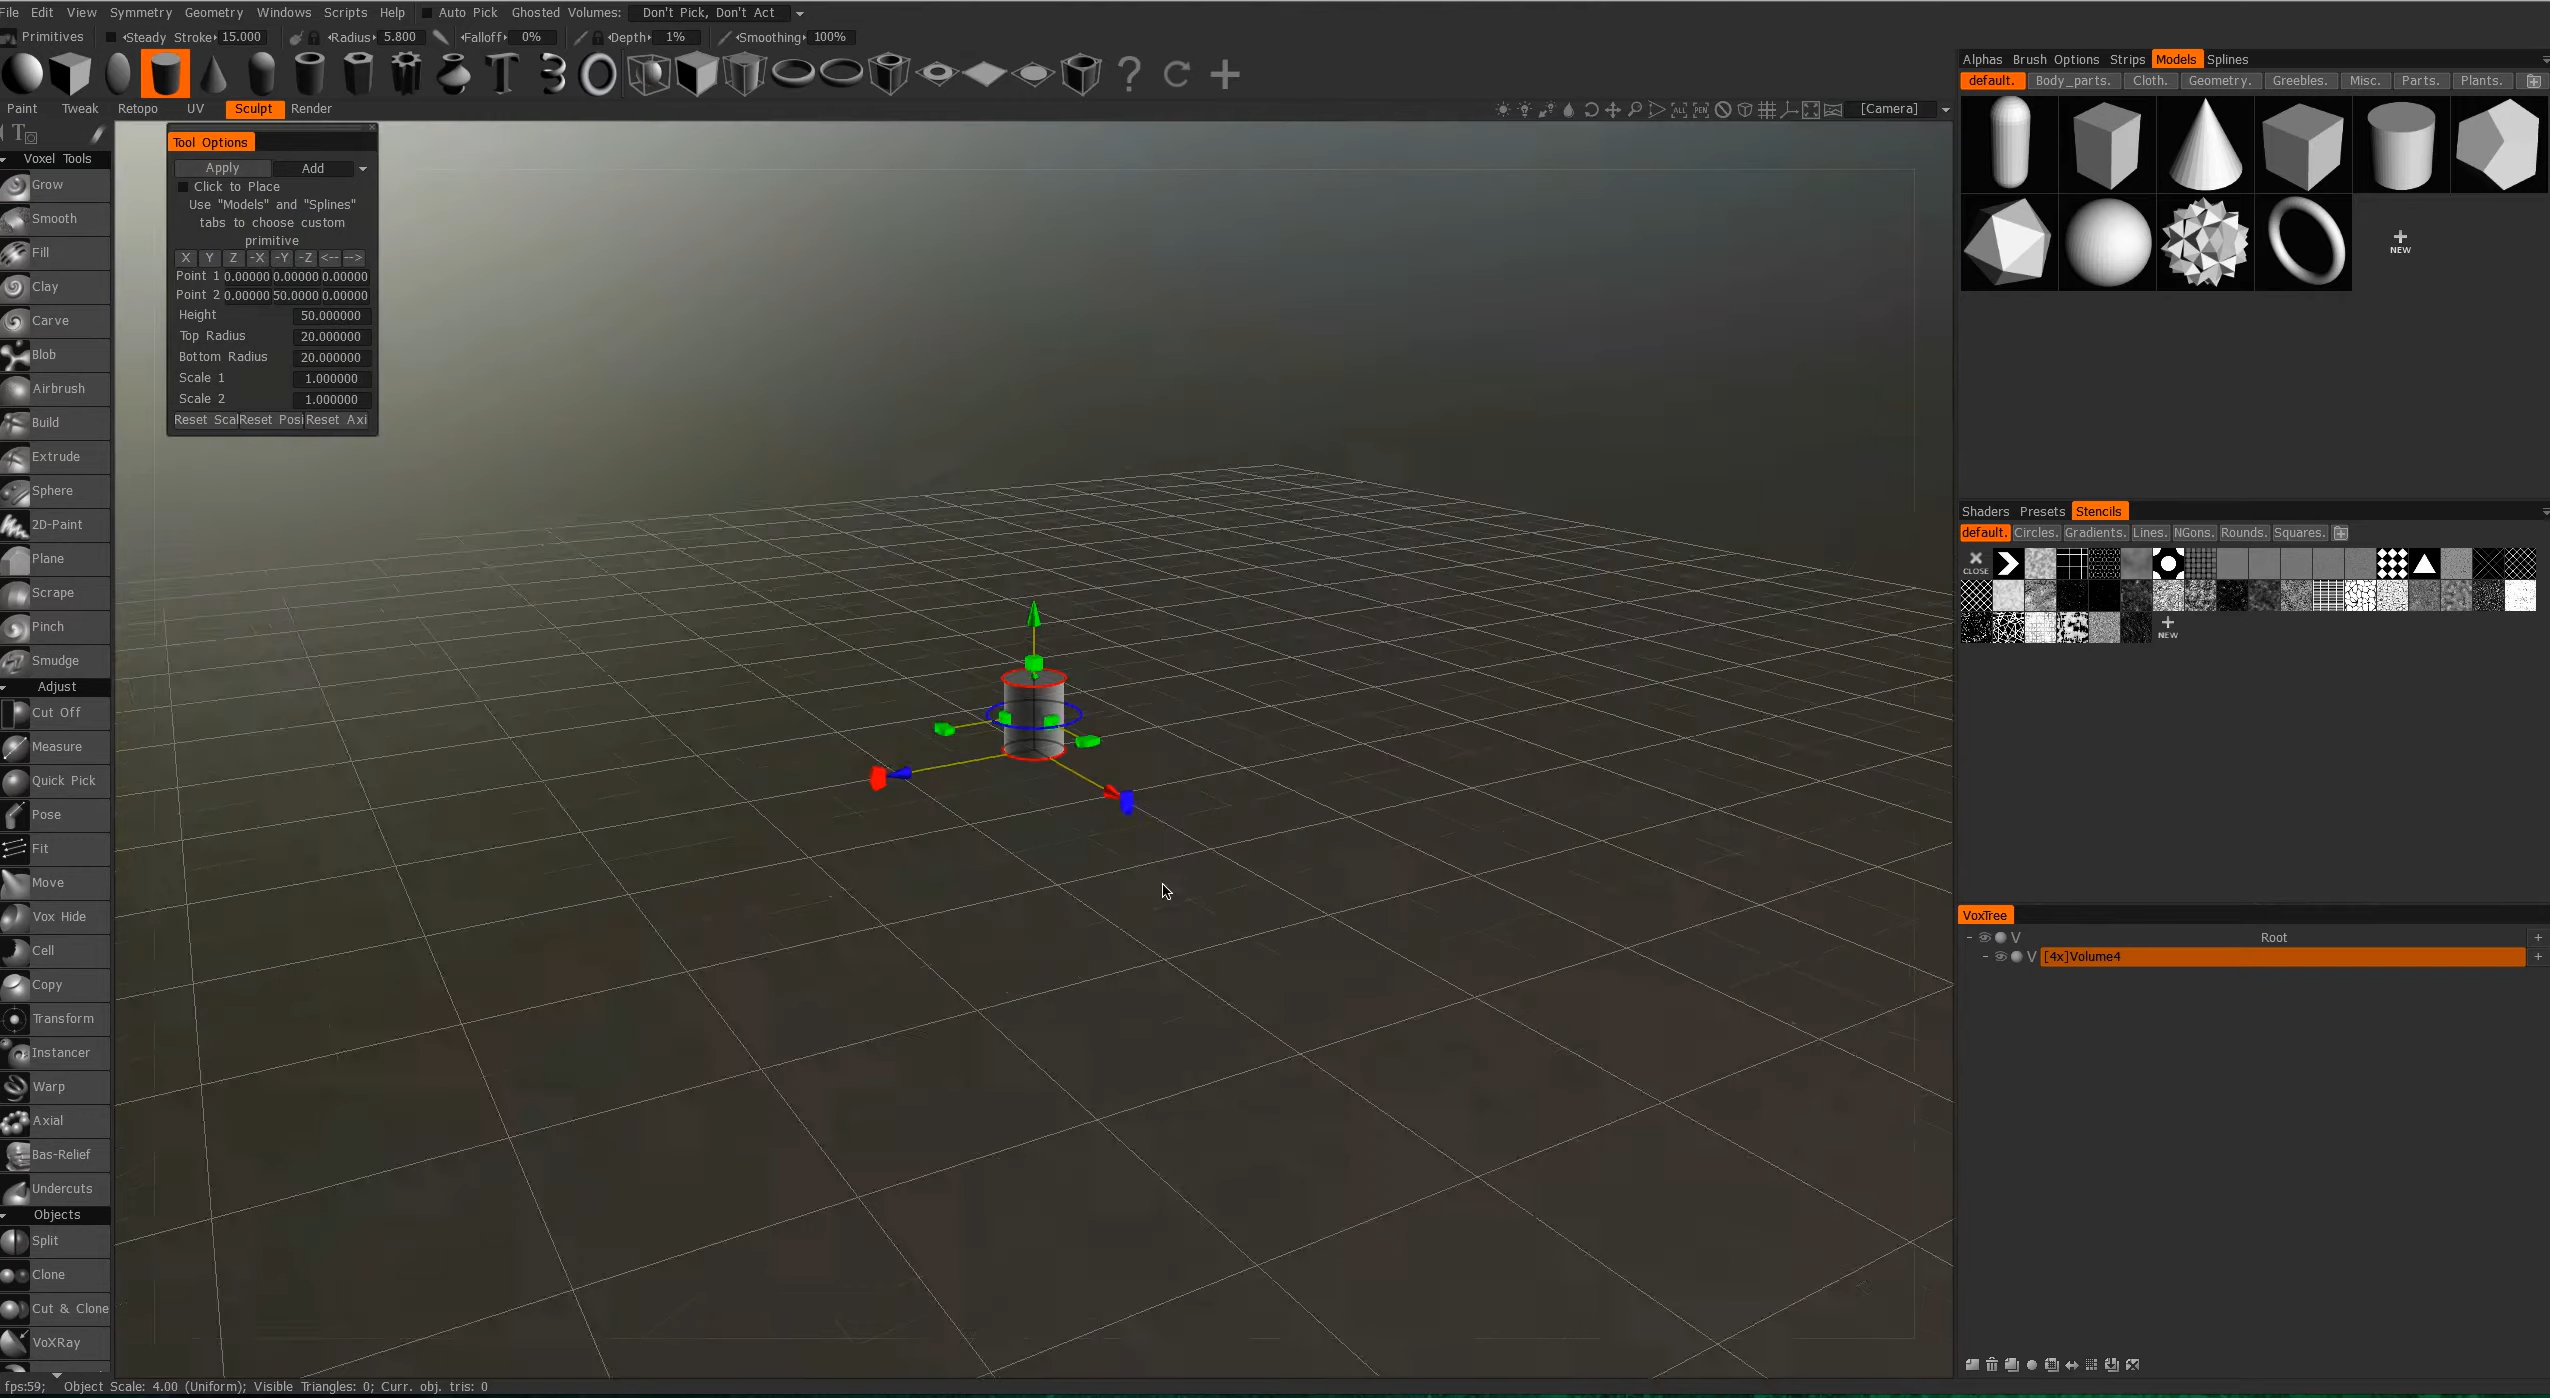 File Edit View Symmetry Geometry Windows Scripts Help Auto Pick Ghosted Volumes: Don't Pick, Don't Act
Primitives Steady Stroke 15.000 Radius 5.800 Falloff 0% Depth 1% Smoothing 100%
Paint Tweak Retopo UV Sculpt Render [Camera]
Voxel Tools
Grow
Smooth
Fill
Clay
Carve
Blob
Airbrush
Build
Extrude
Sphere
2D-Paint
Plane
Scrape
Pinch
Smudge
Adjust
Cut Off
Measure
Quick Pick
Pose
Fit
Move
Vox Hide
Cell
Copy
Transform
Instancer
Warp
Axial
Bas-Relief
Undercuts
Objects
Split
Clone
Cut & Clone
VoXRay
Tool Options
Apply Add
Click to Place
Use "Models" and "Splines"
tabs to choose custom
primitive
X Y Z -X -Y -Z <-- -->
Point 1 0.00000 0.00000 0.00000
Point 2 0.00000 50.0000 0.00000
Height 50.000000
Top Radius 20.000000
Bottom Radius 20.000000
Scale 1 1.000000
Scale 2 1.000000
Reset Scal Reset Posi Reset Axi
Alphas Brush Options Strips Models Splines
default. Body_parts. Cloth. Geometry. Greebles. Misc. Parts. Plants.
NEW
Shaders Presets Stencils
default. Circles. Gradients. Lines. NGons. Rounds. Squares.
CLOSE
NEW
VoxTree
V Root
V [4x]Volume4
fps:59; Object Scale: 4.00 (Uniform); Visible Triangles: 0; Curr. obj. tris: 0